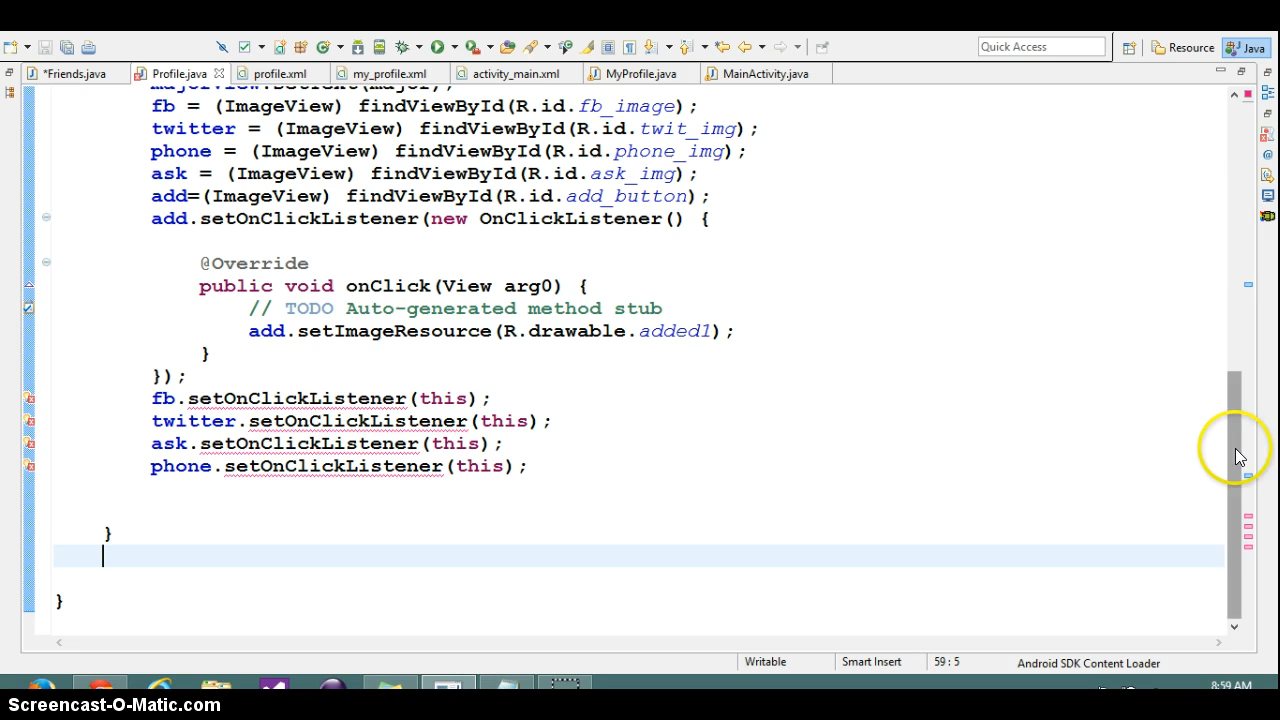 Quick Access
Resource
Java
*Friends.java
Profile.java
profile.xml
my_profile.xml
activity_main.xml
MyProfile.java
MainActivity.java
majorView.setText(major);
fb = (ImageView) findViewById(R.id.fb_image);
twitter = (ImageView) findViewById(R.id.twit_img);
phone = (ImageView) findViewById(R.id.phone_img);
ask = (ImageView) findViewById(R.id.ask_img);
add=(ImageView) findViewById(R.id.add_button);
add.setOnClickListener(new OnClickListener() {
@Override
public void onClick(View arg0) {
// TODO Auto-generated method stub
add.setImageResource(R.drawable.added1);
}
});
fb.setOnClickListener(this);
twitter.setOnClickListener(this);
ask.setOnClickListener(this);
phone.setOnClickListener(this);
}
}
Writable
Smart Insert
59 : 5
Android SDK Content Loader
8:59 AM
Screencast-O-Matic.com